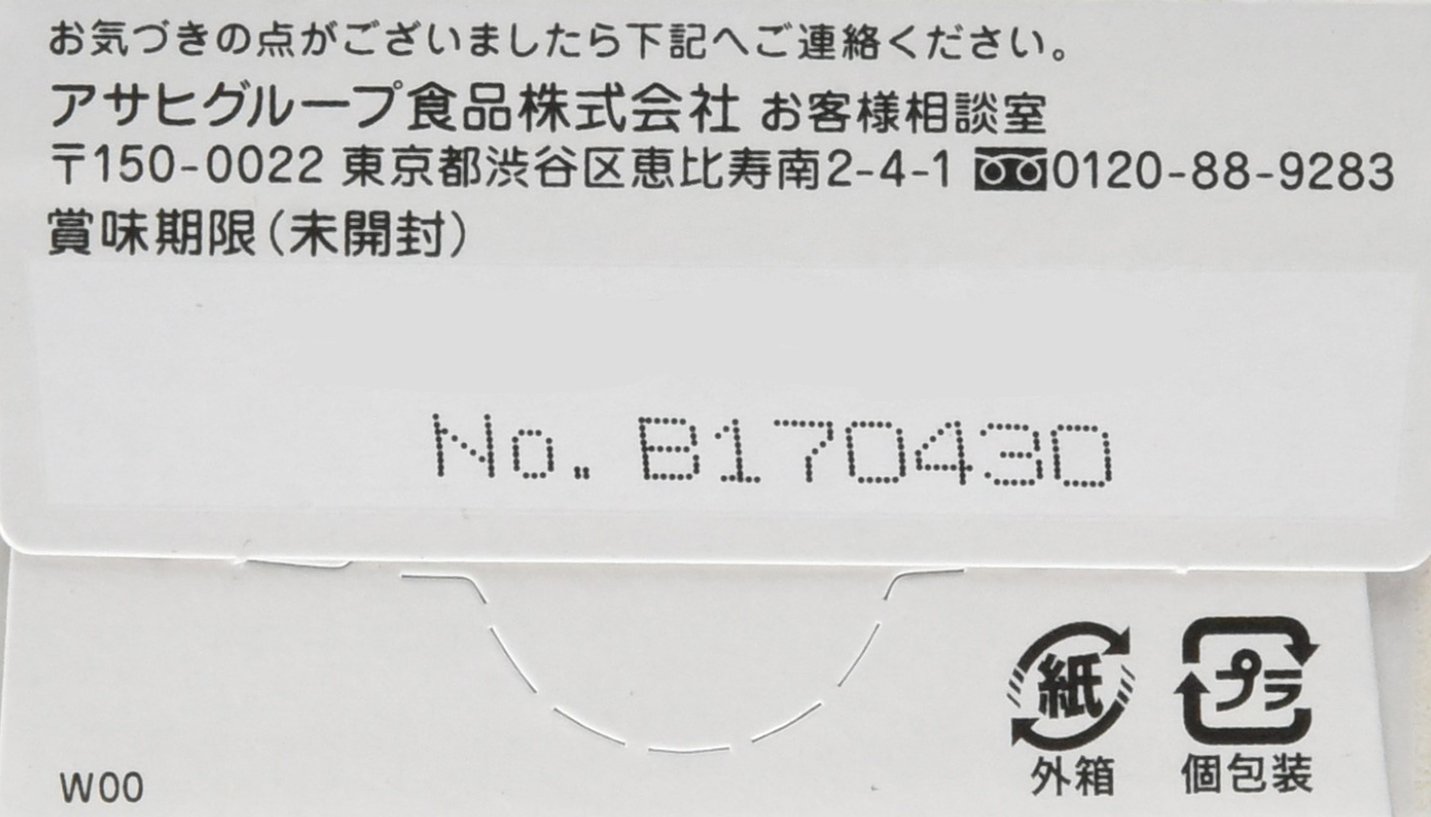 お気づきの点がございましたら下記へご連絡ください。
アサヒグループ食品株式会社 お客様相談室
〒150-0022 東京都渋谷区恵比寿南2-4-1 0120-88-9283
賞味期限(未開封)
No. B170430
紙 プラ
外箱 個包装
W00